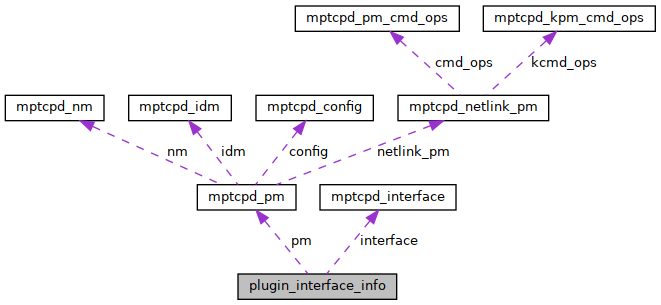 mptcpd_pm_cmd_ops
mptcpd_kpm_cmd_ops
cmd_ops
kcmd_ops
mptcpd_nm
mptcpd_idm
mptcpd_config
mptcpd_netlink_pm
nm
idm
config
netlink_pm
mptcpd_pm
mptcpd_interface
pm
interface
plugin_interface_info